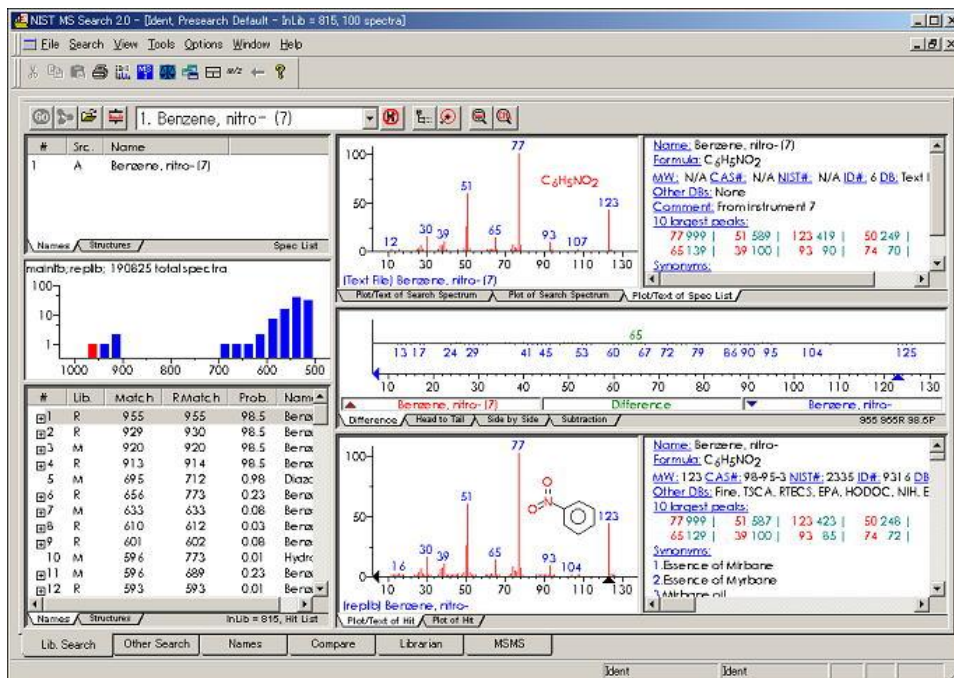 NIST MS Search 2.0 - [Ident, Presearch Default - InLib = 815, 100 spectra]
File Search View Tools Options Window Help
1. Benzene, nitro- (7)
# Src. Name
1 A Benzene, nitro- (7)
Names Structures Spec List
mainlib; replib; 190825 total spectra
100
10
1
1000 900 800 700 600 500
# Lib. Match R.Match Prob. Name
1 R 955 955 98.5 Benz
2 R 929 930 98.5 Benz
3 M 920 920 98.5 Benz
4 R 913 914 98.5 Benz
5 M 695 712 0.98 Diazo
6 R 656 773 0.23 Benz
7 M 633 633 0.08 Benz
8 R 610 612 0.03 Benz
9 R 601 602 0.08 Benz
10 M 596 773 0.01 Hydro
11 M 596 689 0.23 Benz
12 R 593 593 0.01 Benz
Names Structures InLib = 815, Hit List
100
50
0
77
C6H5NO2
51
123
30 39 65 93
12 107
10 30 50 70 90 110 130
(Text File) Benzene, nitro- (7)
Plot/Text of Search Spectrum Plot of Search Spectrum Plot/Text of Spec List
Name: Benzene, nitro- (7)
Formula: C6H5NO2
MW: N/A CAS#: N/A NIST#: N/A ID#: 6 DB: Text
Other DBs: None
Comment: From instrument 7
10 largest peaks:
77 999 | 51 589 | 123 419 | 50 249 |
65 139 | 39 100 | 93 90 | 74 70 |
Synonyms:
65
13 17 24 29 41 45 53 60 67 72 79 86 90 95 104 125
10 20 30 40 50 60 70 80 90 100 110 120 130
Benzene, nitro- (7) Difference Benzene, nitro-
Difference Head to Tail Side by Side Subtraction 955 955R 98.5P
100
50
0
77
51
N
O
O
123
30 39 65 93
16 104
10 30 50 70 90 110 130
(replib) Benzene, nitro-
Plot/Text of Hit Plot of Hit
Name: Benzene, nitro-
Formula: C6H5NO2
MW: 123 CAS#: 98-95-3 NIST#: 2335 ID#: 9316 DB
Other DBs: Fine, TSCA, RTECS, EPA, HODOC, NIH, E
10 largest peaks:
77 999 | 51 587 | 123 423 | 50 248 |
65 129 | 39 100 | 93 85 | 74 72 |
Synonyms:
1.Essence of Mirbane
2.Essence of Myrbane
3.Mirbane oil
Lib. Search Other Search Names Compare Librarian MSMS
Ident Ident